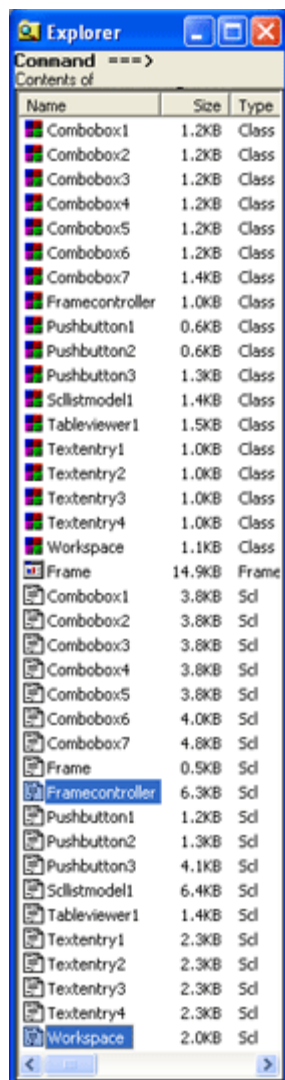 Explorer
Command ===>
Contents of
Name Size Type
Combobox1 1.2KB Class
Combobox2 1.2KB Class
Combobox3 1.2KB Class
Combobox4 1.2KB Class
Combobox5 1.2KB Class
Combobox6 1.2KB Class
Combobox7 1.4KB Class
Framecontroller 1.0KB Class
Pushbutton1 0.6KB Class
Pushbutton2 0.6KB Class
Pushbutton3 1.3KB Class
Scllistmodel1 1.4KB Class
Tableviewer1 1.5KB Class
Textentry1 1.0KB Class
Textentry2 1.0KB Class
Textentry3 1.0KB Class
Textentry4 1.0KB Class
Workspace 1.1KB Class
Frame 14.9KB Frame
Combobox1 3.8KB Scl
Combobox2 3.8KB Scl
Combobox3 3.8KB Scl
Combobox4 3.8KB Scl
Combobox5 3.8KB Scl
Combobox6 4.0KB Scl
Combobox7 4.8KB Scl
Frame 0.5KB Scl
Framecontroller 6.3KB Scl
Pushbutton1 1.2KB Scl
Pushbutton2 1.3KB Scl
Pushbutton3 4.1KB Scl
Scllistmodel1 6.4KB Scl
Tableviewer1 1.4KB Scl
Textentry1 2.3KB Scl
Textentry2 2.3KB Scl
Textentry3 2.3KB Scl
Textentry4 2.3KB Scl
Workspace 2.0KB Scl